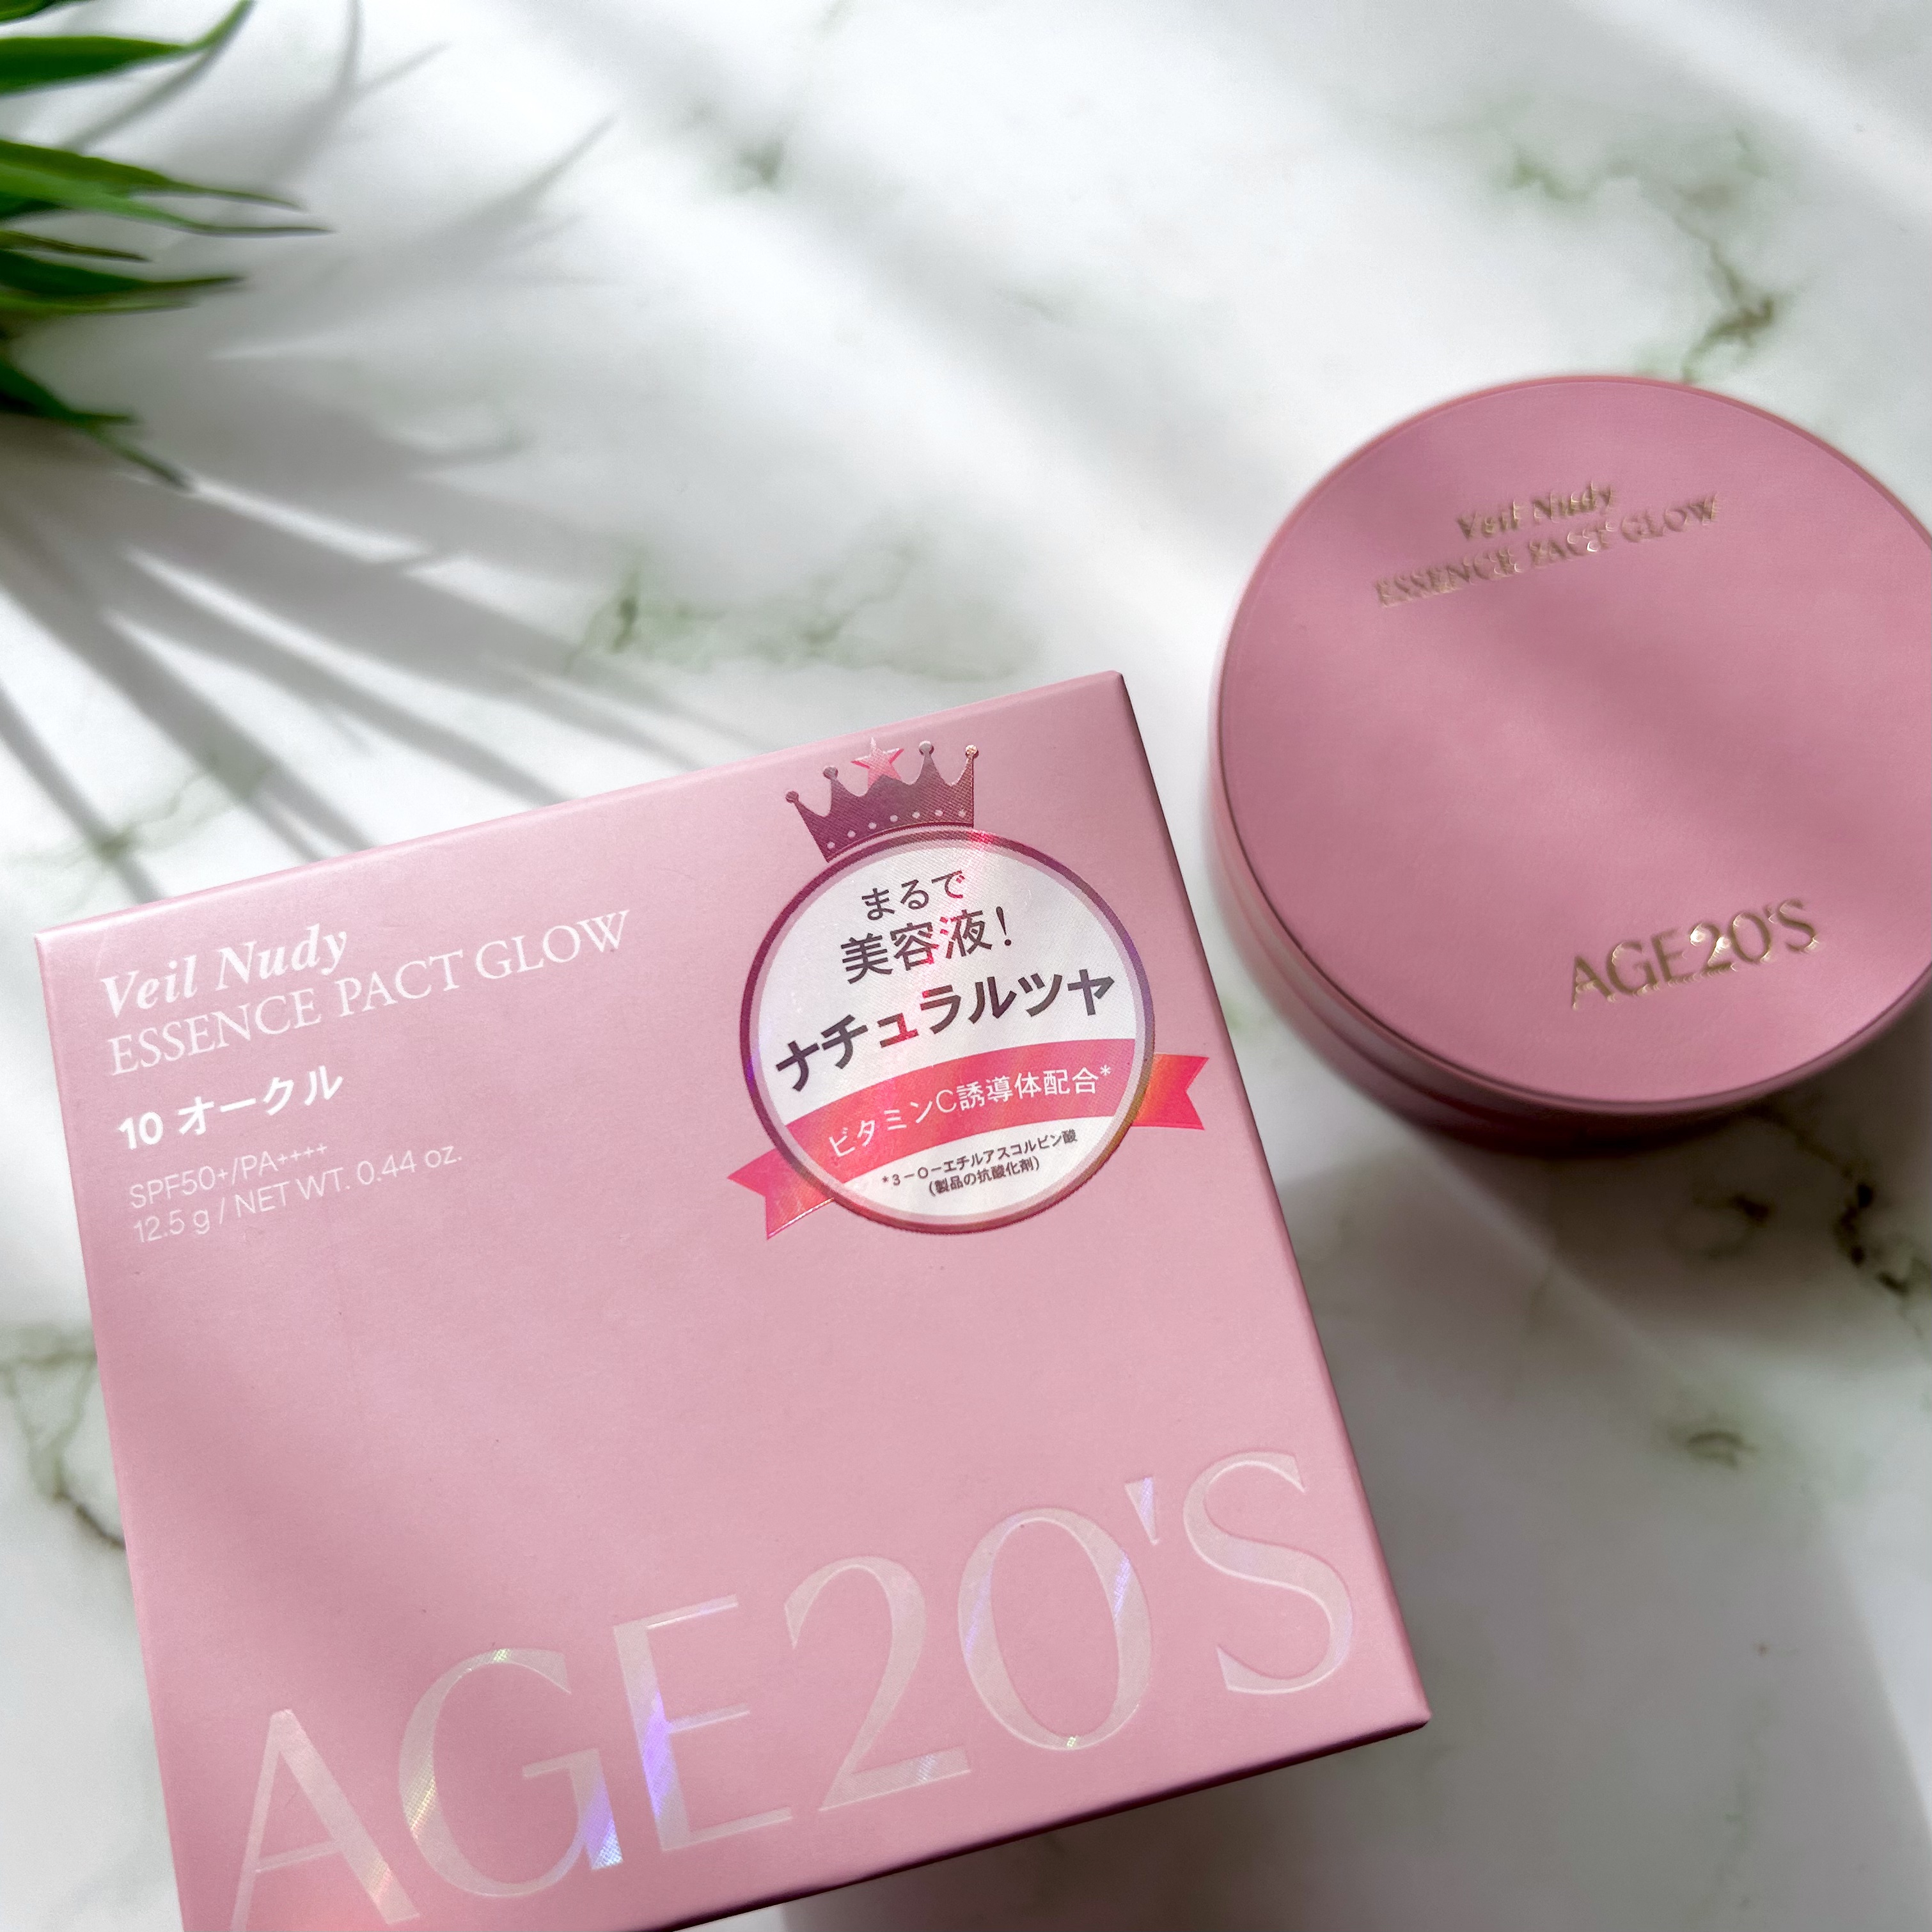 Veil Nudy
ESSENCE PACT GLOW
10 オークル
SPF50+/PA++++
12.5 g / NET WT. 0.44 oz.
まるで
美容液!
ナチュラルツヤ
ビタミンC誘導体配合*
*3-O-エチルアスコルビン酸
(製品の抗酸化剤)
AGE20'S
Veil Nudy
ESSENCE PACT GLOW
AGE20'S